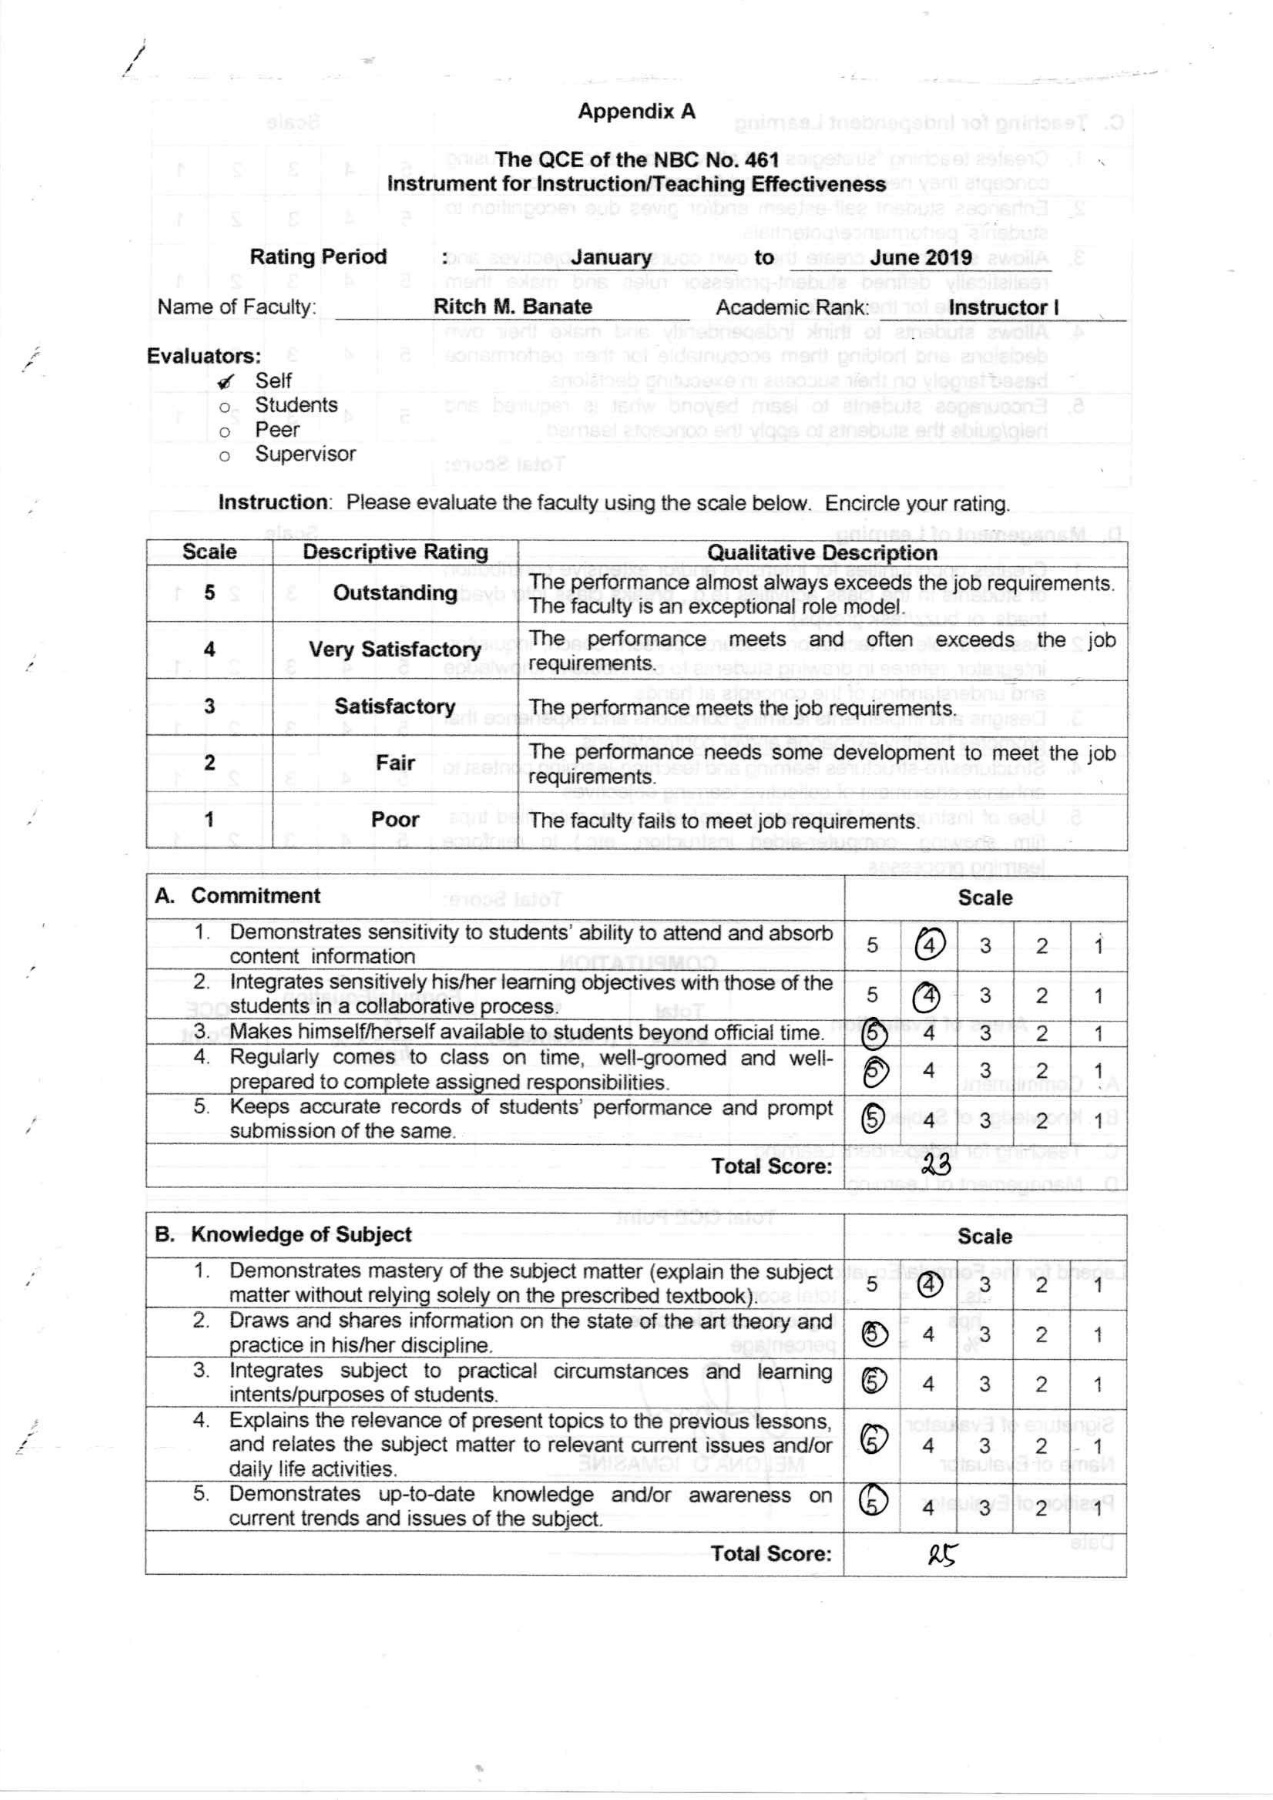 Appendix A
The QCE of the NBC No. 461
Instrument for Instruction/Teaching Effectiveness
Rating Period : January to June 2019
Name of Faculty: Ritch M. Banate Academic Rank: Instructor I
Evaluators:
Self
Students
Peer
Supervisor
Instruction: Please evaluate the faculty using the scale below. Encircle your rating.
Scale Descriptive Rating Qualitative Description
5 Outstanding The performance almost always exceeds the job requirements.
The faculty is an exceptional role model.
4 Very Satisfactory The performance meets and often exceeds the job
requirements.
3 Satisfactory The performance meets the job requirements.
2 Fair The performance needs some development to meet the job
requirements.
1 Poor The faculty fails to meet job requirements.
A. Commitment Scale
1. Demonstrates sensitivity to students' ability to attend and absorb
content information 5 4 3 2 1
2. Integrates sensitively his/her learning objectives with those of the
students in a collaborative process. 5 4 3 2 1
3. Makes himself/herself available to students beyond official time. 5 4 3 2 1
4. Regularly comes to class on time, well-groomed and well-
prepared to complete assigned responsibilities. 5 4 3 2 1
5. Keeps accurate records of students' performance and prompt
submission of the same. 5 4 3 2 1
Total Score: 23
B. Knowledge of Subject Scale
1. Demonstrates mastery of the subject matter (explain the subject
matter without relying solely on the prescribed textbook). 5 4 3 2 1
2. Draws and shares information on the state of the art theory and
practice in his/her discipline. 5 4 3 2 1
3. Integrates subject to practical circumstances and learning
intents/purposes of students. 5 4 3 2 1
4. Explains the relevance of present topics to the previous lessons,
and relates the subject matter to relevant current issues and/or
daily life activities. 5 4 3 2 1
5. Demonstrates up-to-date knowledge and/or awareness on
current trends and issues of the subject. 5 4 3 2 1
Total Score: 25